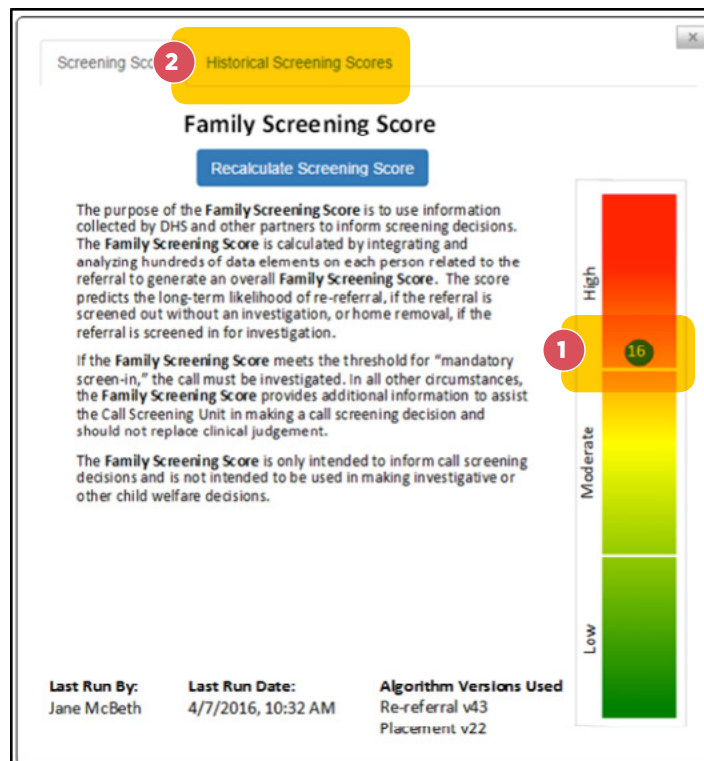 ×
Screening Sco
2
Historical Screening Scores
Family Screening Score
Recalculate Screening Score
The purpose of the Family Screening Score is to use information
collected by DHS and other partners to inform screening decisions.
The Family Screening Score is calculated by integrating and
analyzing hundreds of data elements on each person related to the
referral to generate an overall Family Screening Score. The score
predicts the long-term likelihood of re-referral, if the referral is
screened out without an investigation, or home removal, if the
referral is screened in for investigation.
If the Family Screening Score meets the threshold for “mandatory
screen-in,” the call must be investigated. In all other circumstances,
the Family Screening Score provides additional information to assist
the Call Screening Unit in making a call screening decision and
should not replace clinical judgement.
The Family Screening Score is only intended to inform call screening
decisions and is not intended to be used in making investigative or
other child welfare decisions.
High
1
16
Moderate
Low
Last Run By:
Jane McBeth
Last Run Date:
4/7/2016, 10:32 AM
Algorithm Versions Used
Re-referral v43
Placement v22